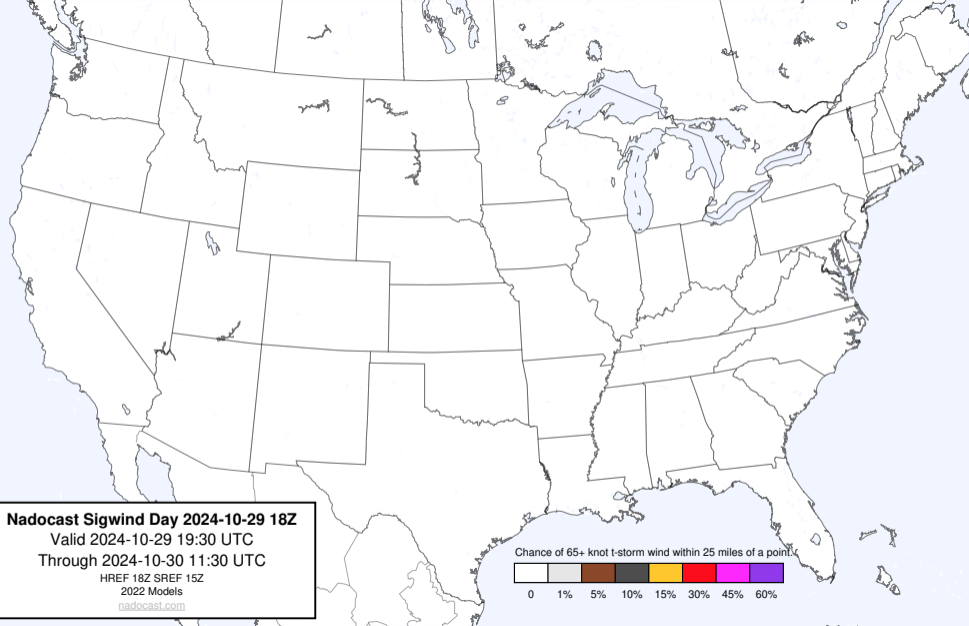 Nadocast Sigwind Day 2024-10-29 18Z
Valid 2024-10-29 19:30 UTC
Through 2024-10-30 11:30 UTC
HREF 18Z SREF 15Z
2022 Models
nadocast.com
Chance of 65+ knot t-storm wind within 25 miles of a point.
0 1% 5% 10% 15% 30% 45% 60%